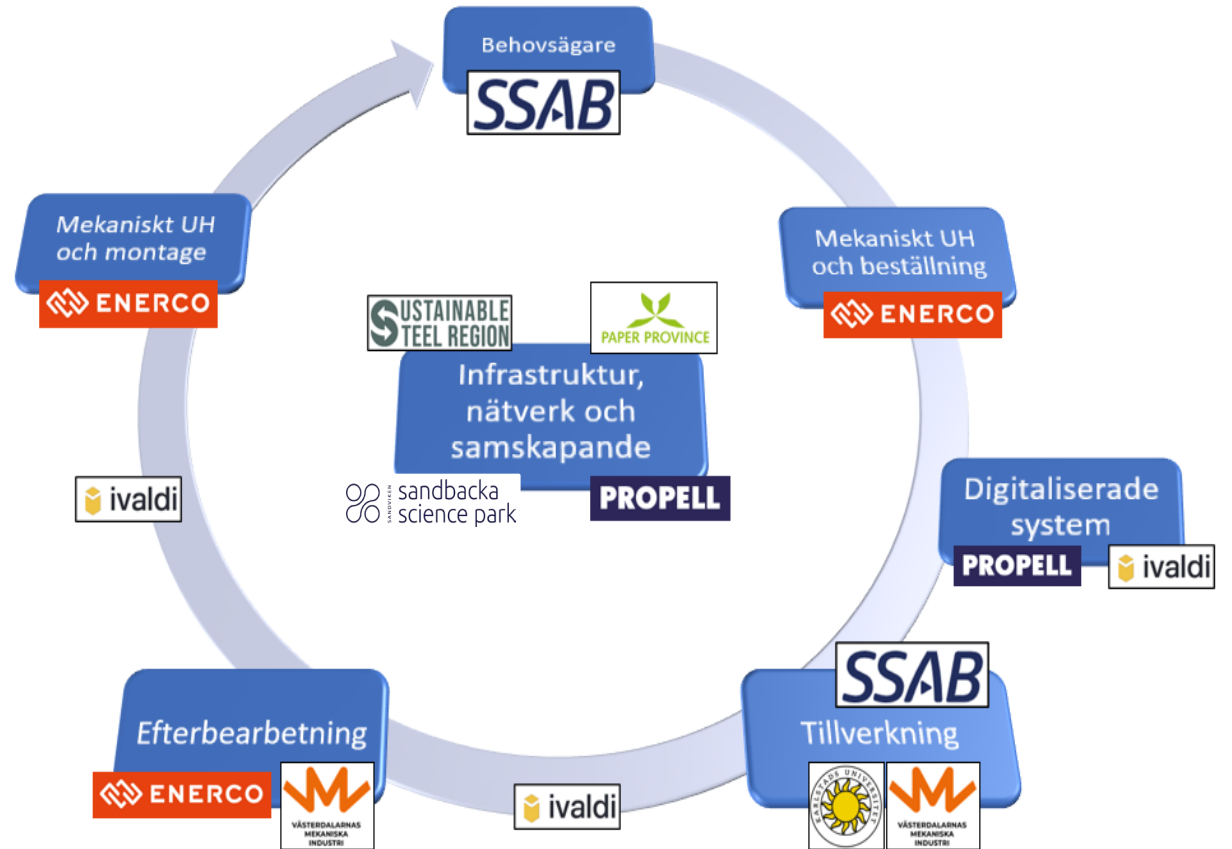 Behovsägare
SSAB
Mekaniskt UH
och beställning
ENERCO
Digitaliserade
system
PROPELL
ivaldi
SSAB
Tillverkning
KARLSTADS UNIVERSITET
VÄSTERDALARNAS
MEKANISKA
INDUSTRI
ivaldi
Efterbearbetning
ENERCO
VÄSTERDALARNAS
MEKANISKA
INDUSTRI
ivaldi
Mekaniskt UH
och montage
ENERCO
SUSTAINABLE
STEEL REGION
PAPER PROVINCE
Infrastruktur,
nätverk och
samskapande
SANDVIKEN
sandbacka
science park
PROPELL